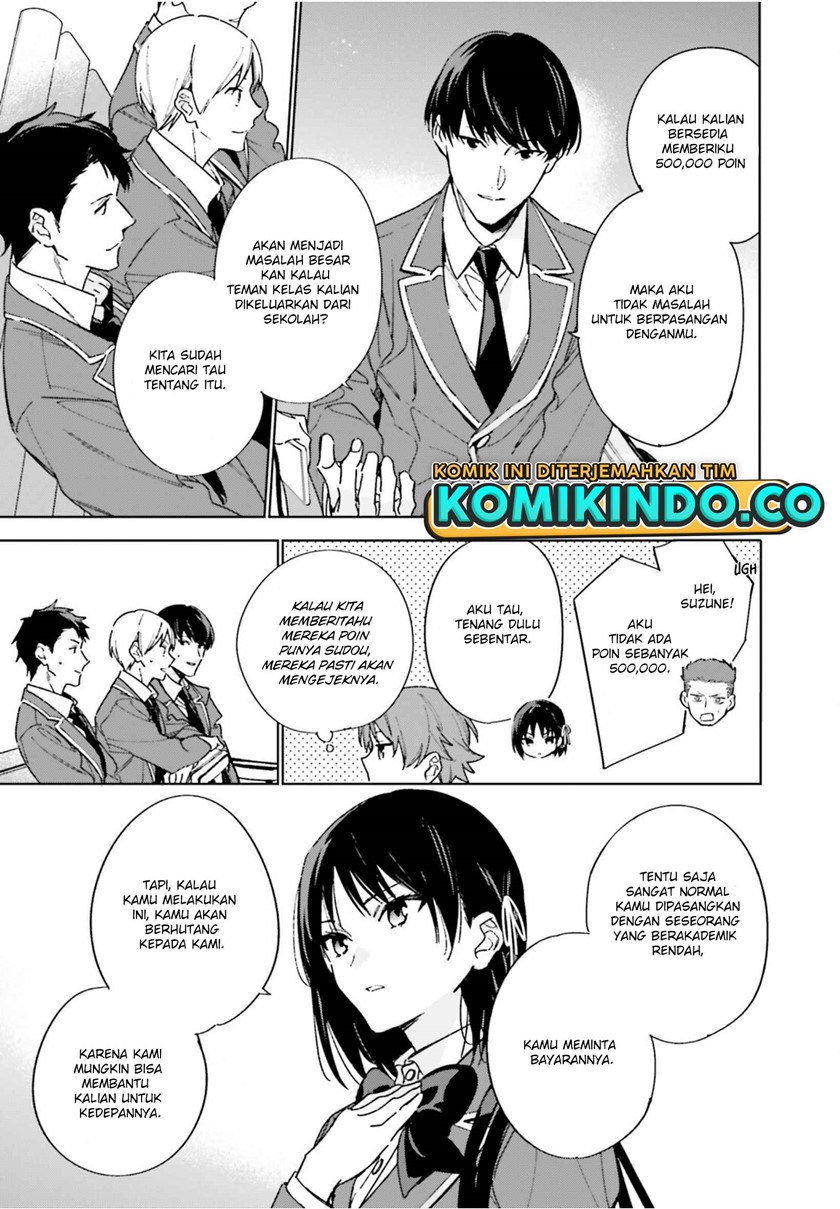 KALAU KALIAN
BERSEDIA
MEMBERIKU
500,000 POIN
MAKA AKU
TIDAK MASALAH
UNTUK BERPASANGAN
DENGANMU.
AKAN MENJADI
MASALAH BESAR
KAN KALAU
TEMAN KELAS KALIAN
DIKELUARKAN DARI
SEKOLAH?
KITA SUDAH
MENCARI TAU
TENTANG ITU.
KOMIK INI DITERJEMAHKAN TIM
KOMIKINDO.CO
UGH
HEI,
SUZUNE!
AKU
TIDAK ADA
POIN SEBANYAK
500,000.
AKU TAU,
TENANG DULU
SEBENTAR.
KALAU KITA
MEMBERITAHU
MEREKA POIN
PUNYA SUDOU,
MEREKA PASTI AKAN
MENGEJEKNYA.
TENTU SAJA
SANGAT NORMAL
KAMU DIPASANGKAN
DENGAN SESEORANG
YANG BERAKADEMIK
RENDAH,
KAMU MEMINTA
BAYARANNYA.
TAPI, KALAU
KAMU MELAKUKAN
INI, KAMU AKAN
BERHUTANG
KEPADA KAMI.
KARENA KAMI
MUNGKIN BISA
MEMBANTU
KALIAN UNTUK
KEDEPANNYA.